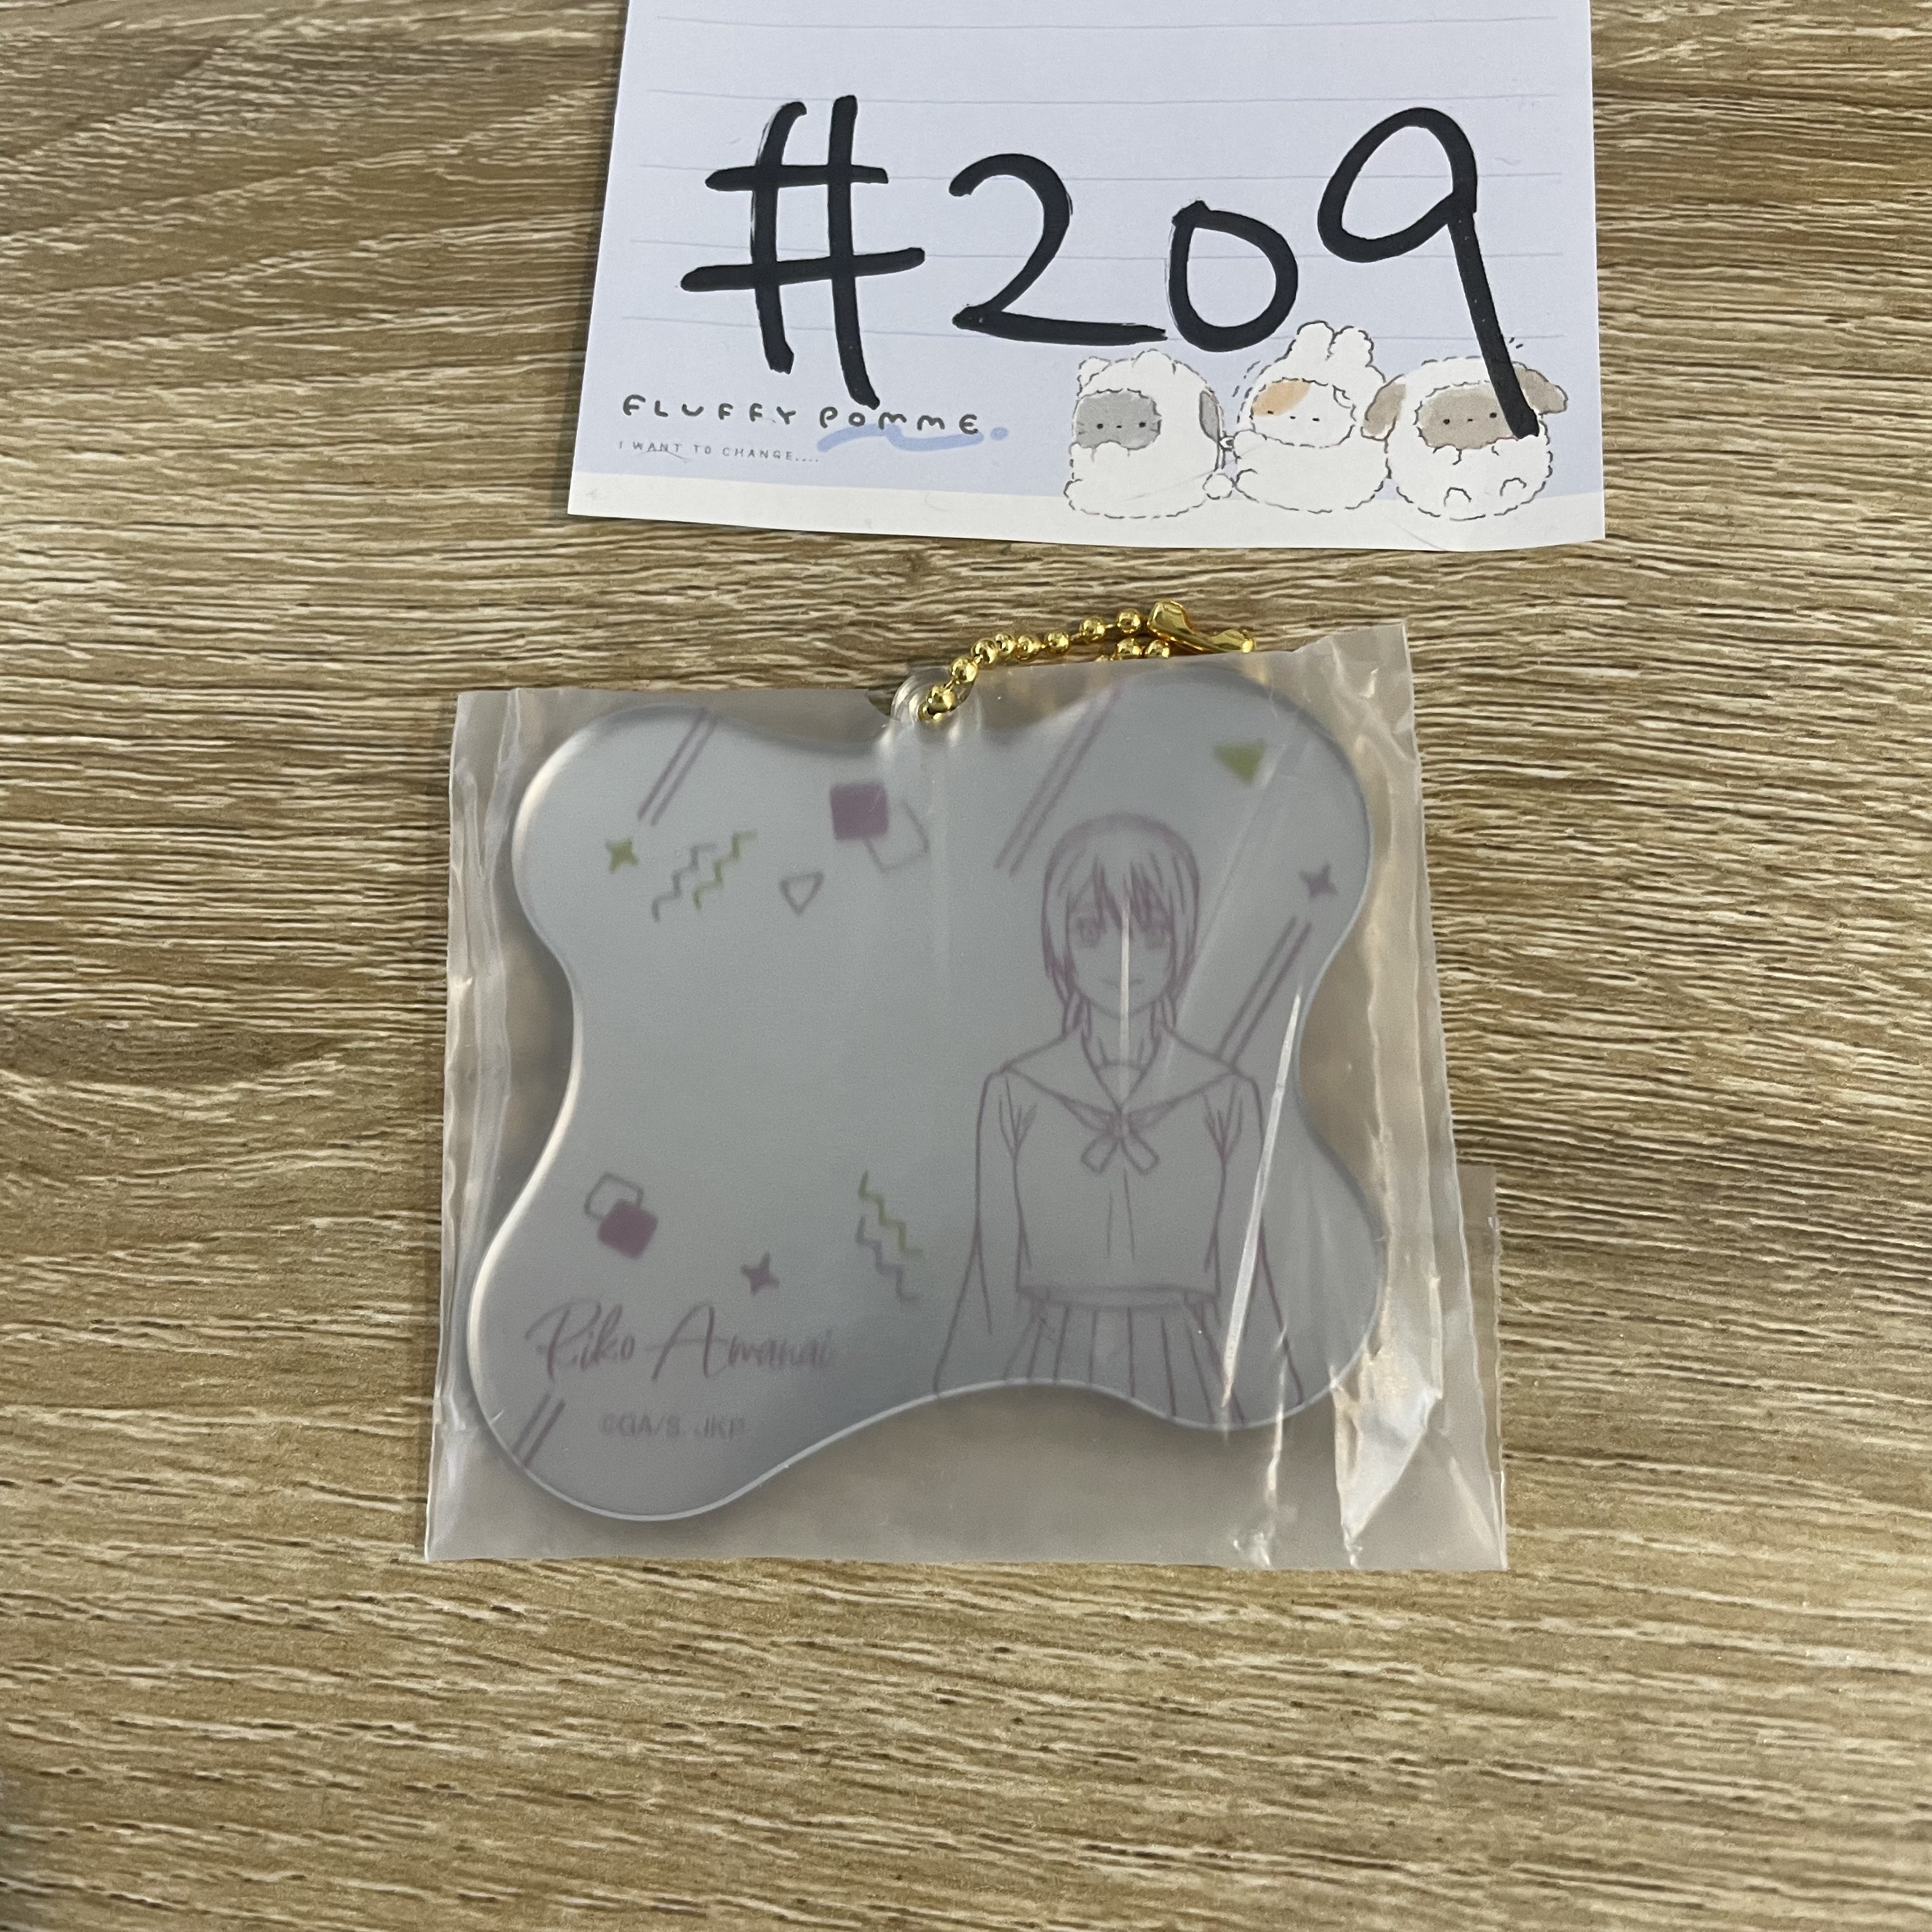 #209
FLUFFY POMME
I WANT TO CHANGE....
Riko Amanai
©GA/S, JKP